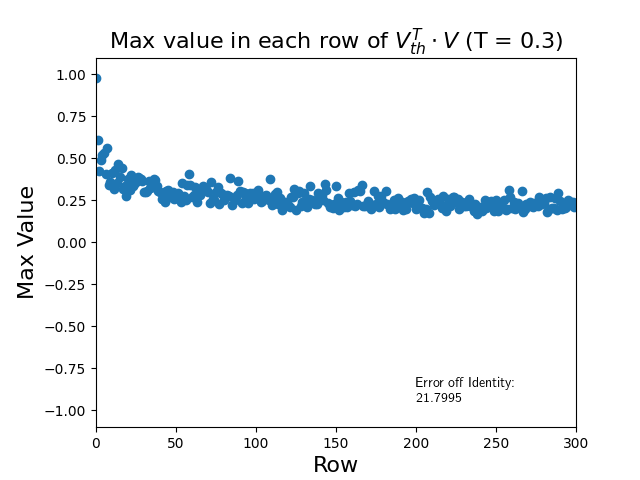 Max value in each row of $V_{th}^T \cdot V$ (T = 0.3)
Max Value
1.00
0.75
0.50
0.25
0.00
−0.25
−0.50
−0.75
−1.00
Error off Identity:
21.7995
0 50 100 150 200 250 300
Row